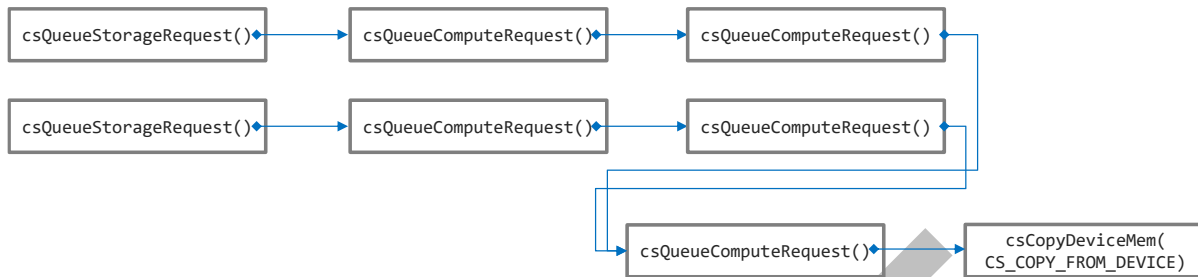 csQueueStorageRequest()
csQueueComputeRequest()
csQueueComputeRequest()
csQueueStorageRequest()
csQueueComputeRequest()
csQueueComputeRequest()
csQueueComputeRequest()
csCopyDeviceMem(
CS_COPY_FROM_DEVICE)